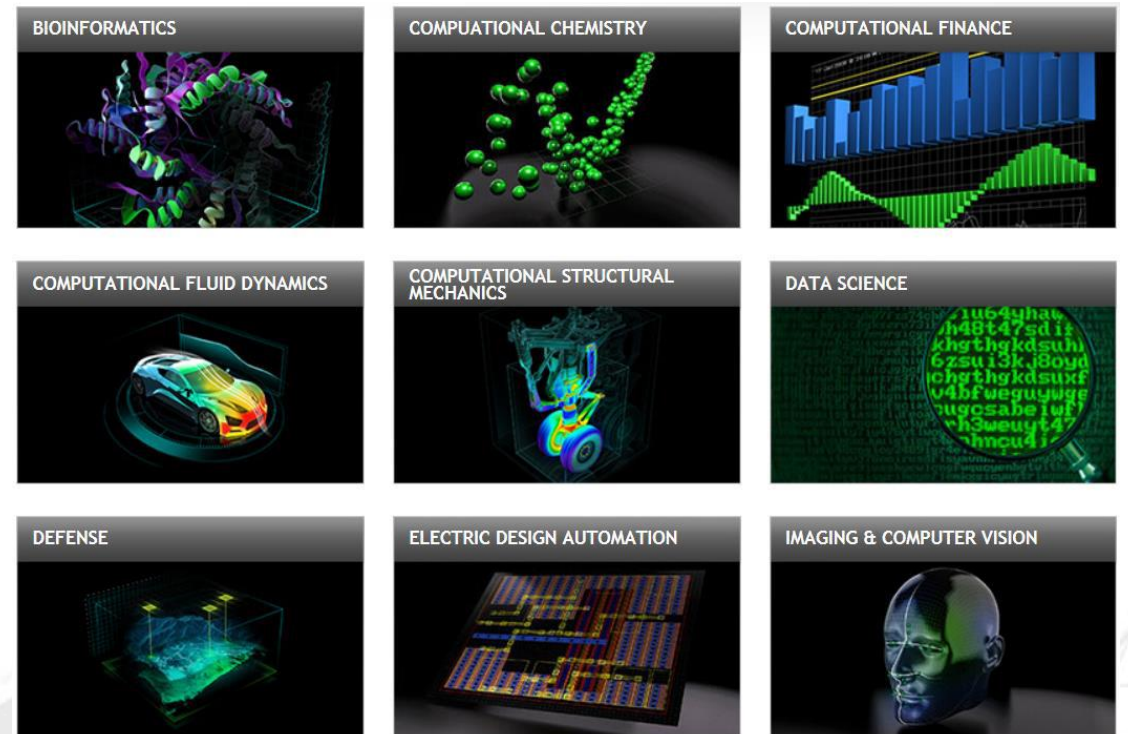 BIOINFORMATICS
COMPUATIONAL CHEMISTRY
COMPUTATIONAL FINANCE
COMPUTATIONAL FLUID DYNAMICS
COMPUTATIONAL STRUCTURAL
MECHANICS
DATA SCIENCE
DEFENSE
ELECTRIC DESIGN AUTOMATION
IMAGING & COMPUTER VISION